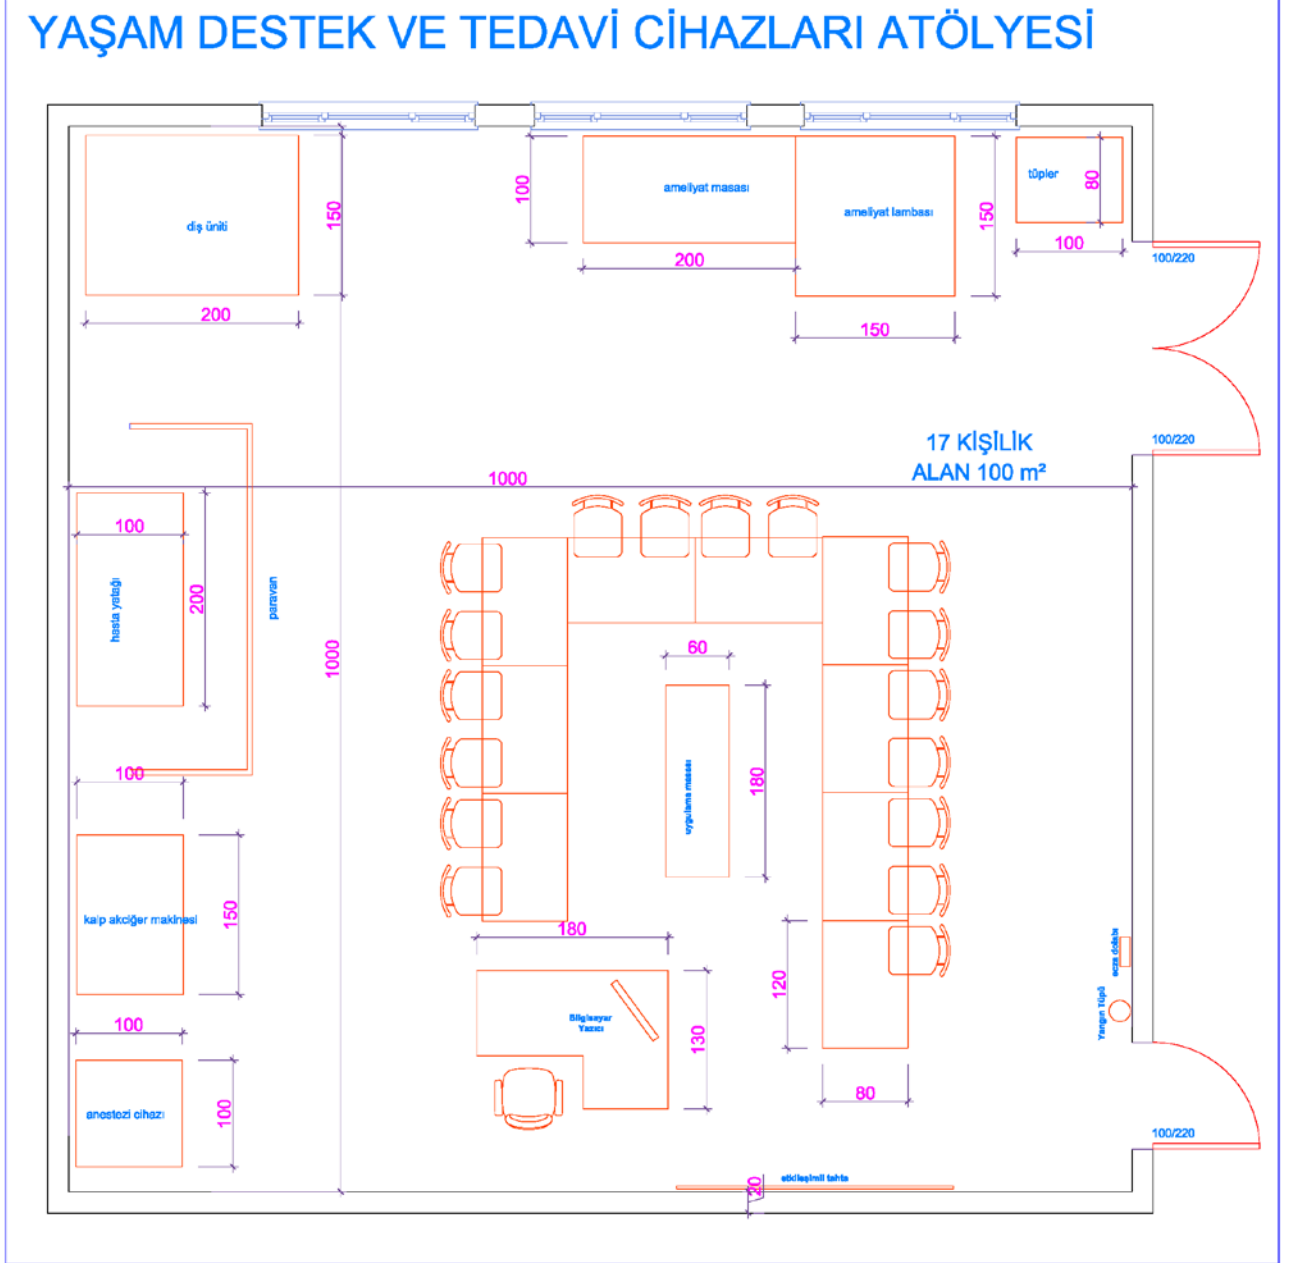 YAŞAM DESTEK VE TEDAVİ CİHAZLARI ATÖLYESİ
diş üniti
150
200
100
ameliyat masası
200
ameliyat lambası
150
150
tüpler
80
100
100/220
100/220
17 KİŞİLİK
ALAN 100 m²
1000
100
hasta yatağı
200
paravan
1000
60
uygulama masası
180
100
kalp akciğer makinesi
150
180
Bilgisayar
Yazıcı
130
120
80
ecza dolabı
Yangın Tüpü
100
anestezi cihazı
100
100/220
etkileşimli tahta
20